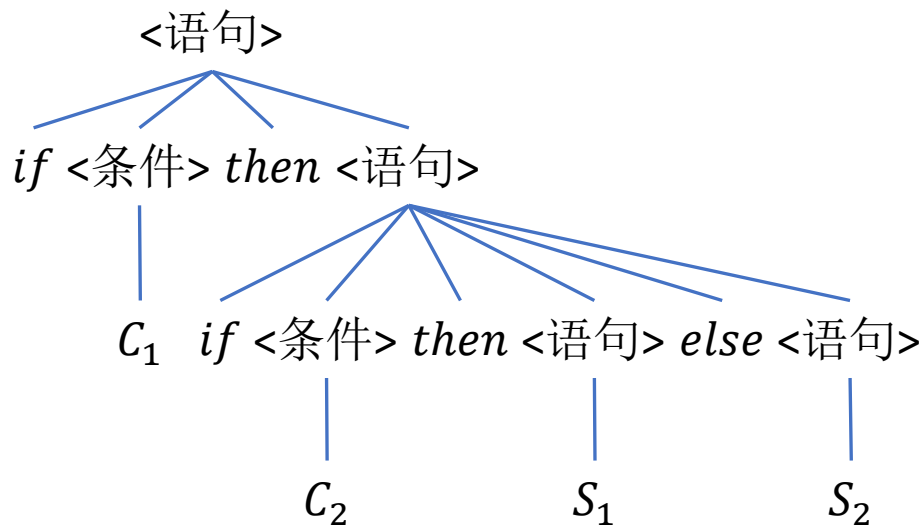 <语句>
if <条件> then <语句>
C₁ if <条件> then <语句> else <语句>
C₂ S₁ S₂